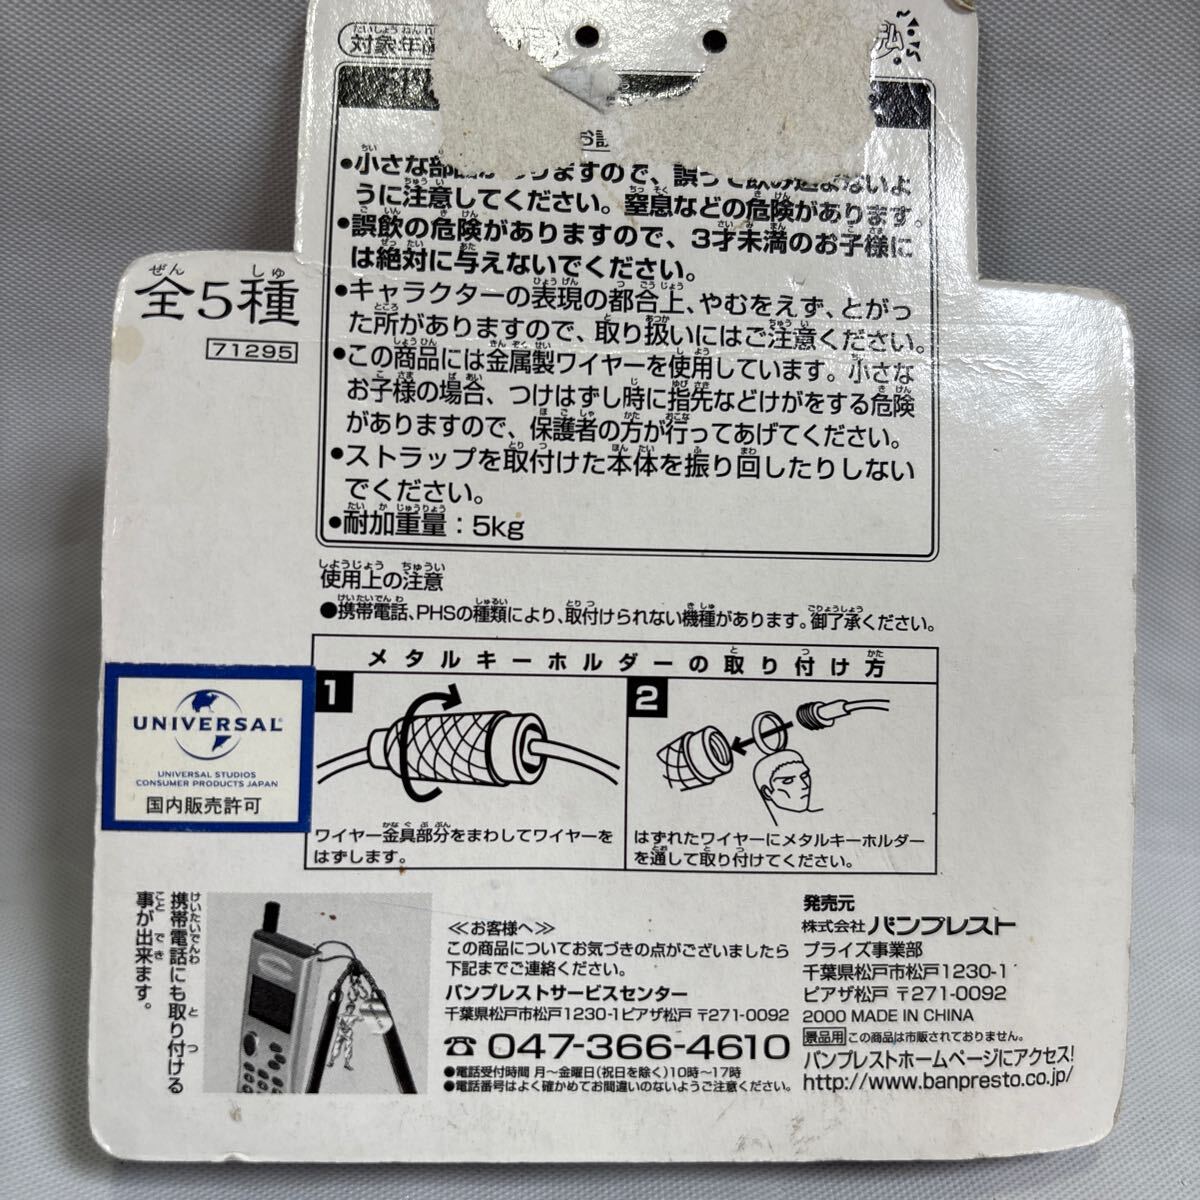 対象年齢
お
●小さな部品がありますので、誤って飲み込まないよ
うに注意してください。窒息などの危険があります。
●誤飲の危険がありますので、3才未満のお子様に
は絶対に与えないでください。
●キャラクターの表現の都合上、やむをえず、とがっ
た所がありますので、取り扱いにはご注意ください。
●この商品には金属製ワイヤーを使用しています。小さな
お子様の場合、つけはずし時に指先などけがをする危険
がありますので、保護者の方が行ってあげてください。
●ストラップを取付けた本体を振り回したりしない
でください。
●耐加重量：5kg
全5種
71295
使用上の注意
●携帯電話、PHSの種類により、取付けられない機種があります。御了承ください。
メタルキーホルダーの取り付け方
1
ワイヤー金具部分をまわしてワイヤーを
はずします。
2
はずれたワイヤーにメタルキーホルダー
を通して取り付けてください。
UNIVERSAL
UNIVERSAL STUDIOS
CONSUMER PRODUCTS JAPAN
国内販売許可
携帯電話にも取り付ける
事が出来ます。
≪お客様へ≫
この商品についてお気づきの点がございましたら
下記までご連絡ください。
バンプレストサービスセンター
千葉県松戸市松戸1230-1ピアザ松戸 〒271-0092
☎ 047-366-4610
●電話受付時間 月～金曜日(祝日を除く)10時～17時
●電話番号はよく確かめてお間違いのないようご注意ください。
発売元
株式会社バンプレスト
プライズ事業部
千葉県松戸市松戸1230-1
ピアザ松戸 〒271-0092
2000 MADE IN CHINA
景品用 この商品は市販されておりません。
バンプレストホームページにアクセス!
http://www.banpresto.co.jp/